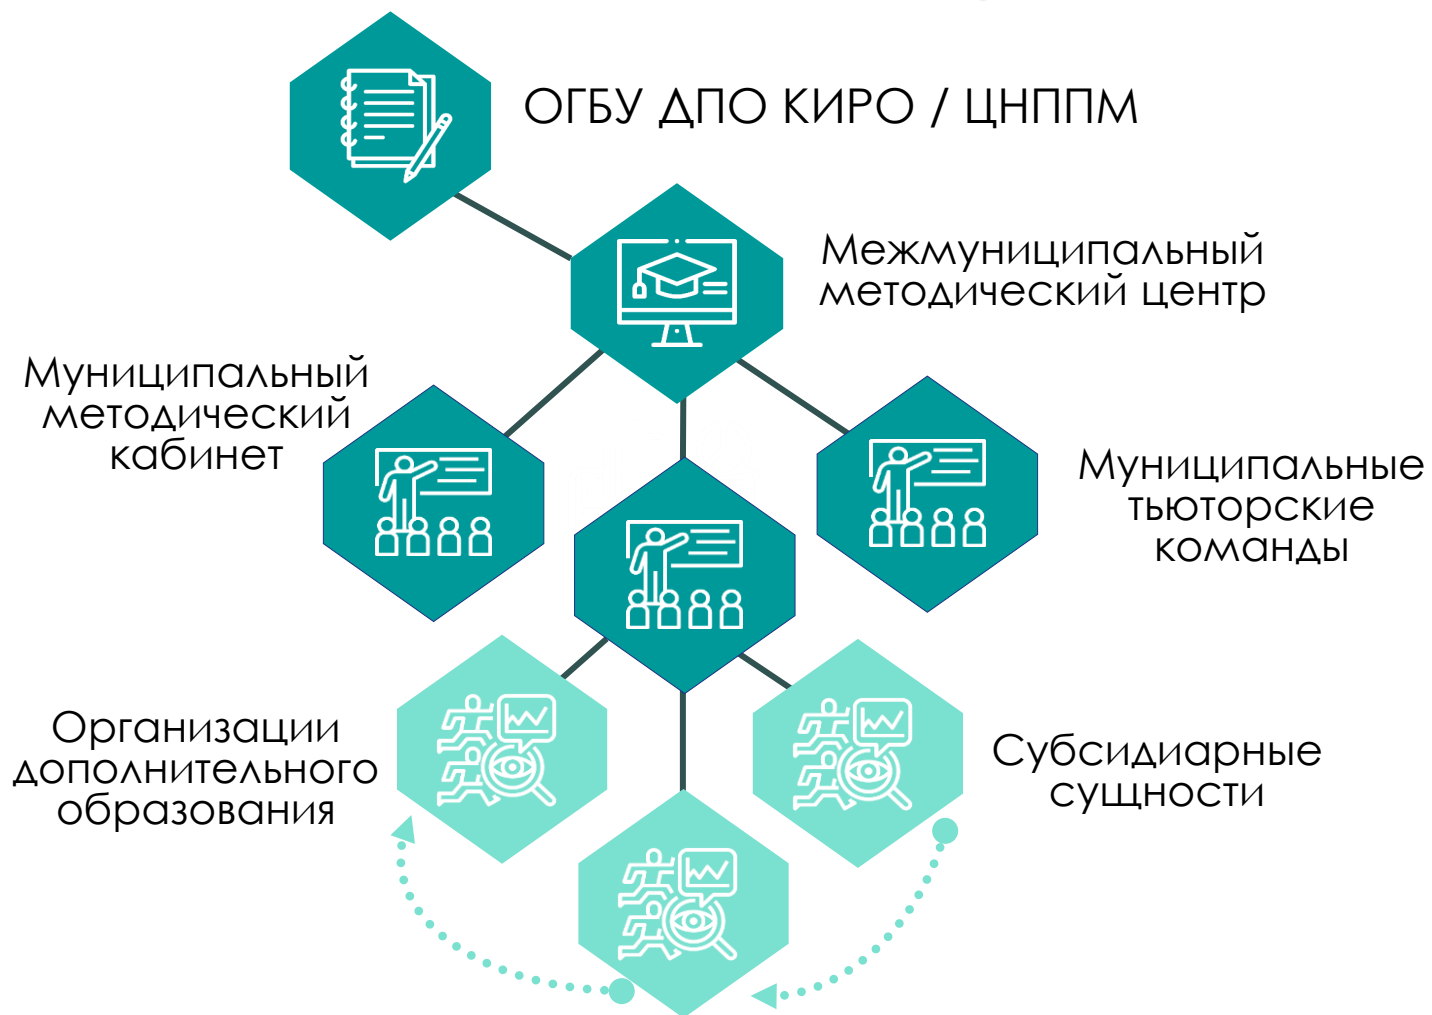 ОГБУ ДПО КИРО / ЦНППМ
Межмуниципальный
методический центр
Муниципальный
методический
кабинет
Муниципальные
тьюторские
команды
Организации
дополнительного
образования
Субсидиарные
сущности